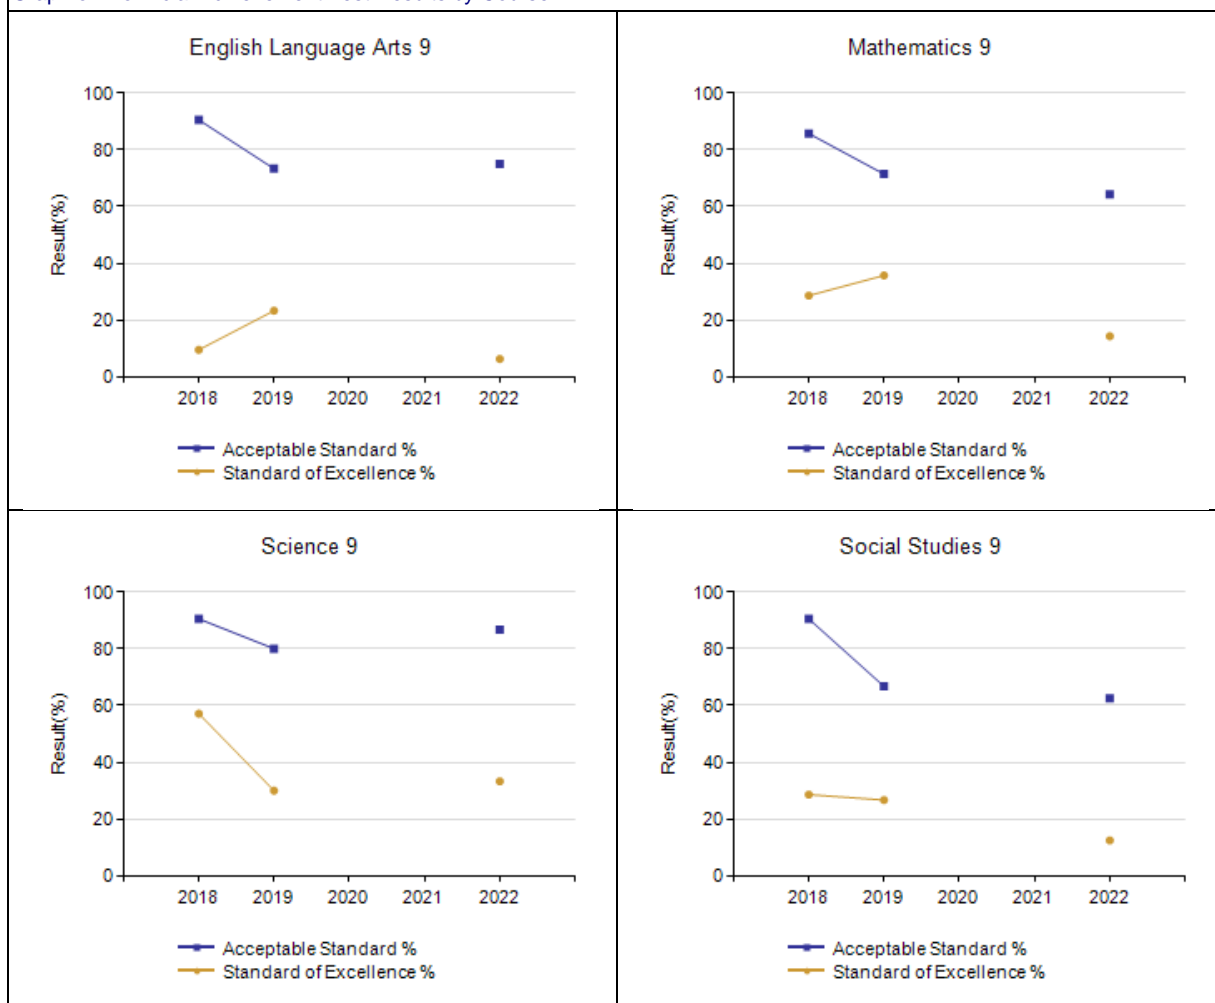 English Language Arts 9
100
80
60
40
20
0
Result(%)
2018 2019 2020 2021 2022
Acceptable Standard %
Standard of Excellence %
Mathematics 9
100
80
60
40
20
0
Result(%)
2018 2019 2020 2021 2022
Acceptable Standard %
Standard of Excellence %
Science 9
100
80
60
40
20
0
Result(%)
2018 2019 2020 2021 2022
Acceptable Standard %
Standard of Excellence %
Social Studies 9
100
80
60
40
20
0
Result(%)
2018 2019 2020 2021 2022
Acceptable Standard %
Standard of Excellence %